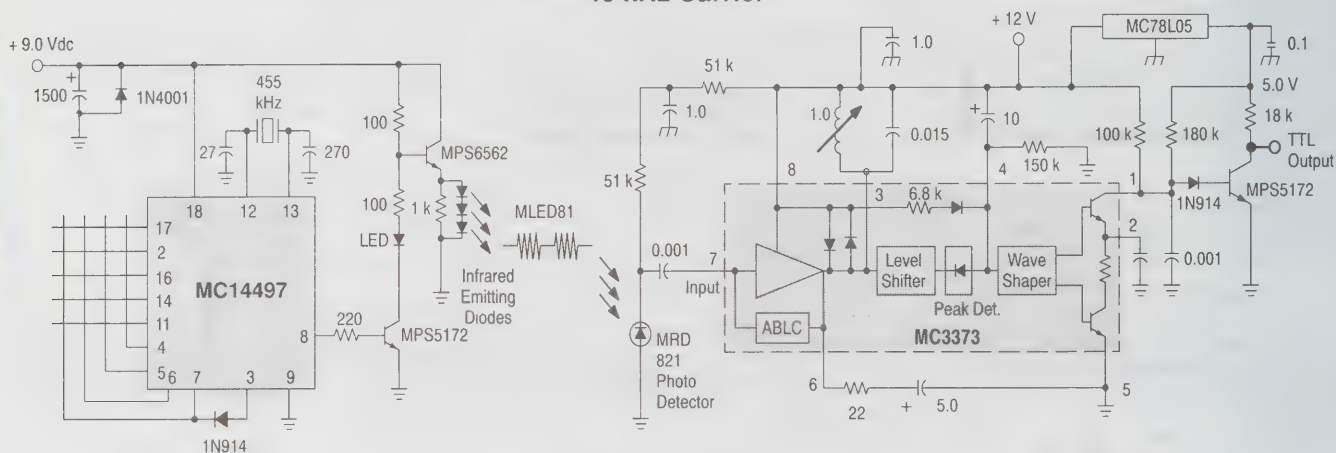 + 9.0 Vdc
1500
1N4001
455
kHz
27
270
100
MPS6562
100
1 k
LED
18
12
13
17
2
16
14
11
4
5
6
7
3
9
8
MC14497
220
MPS5172
1N914
Infrared
Emitting
Diodes
MLED81
51 k
1.0
51 k
0.001
MRD
821
Photo
Detector
1.0
1.0
0.015
8
3
6.8 k
7
Input
ABLC
Level
Shifter
Peak Det.
Wave
Shaper
MC3373
6
22
+
5.0
5
+ 12 V
+
10
4
150 k
100 k
1
2
MC78L05
0.1
5.0 V
18 k
180 k
TTL
Output
1N914
MPS5172
0.001